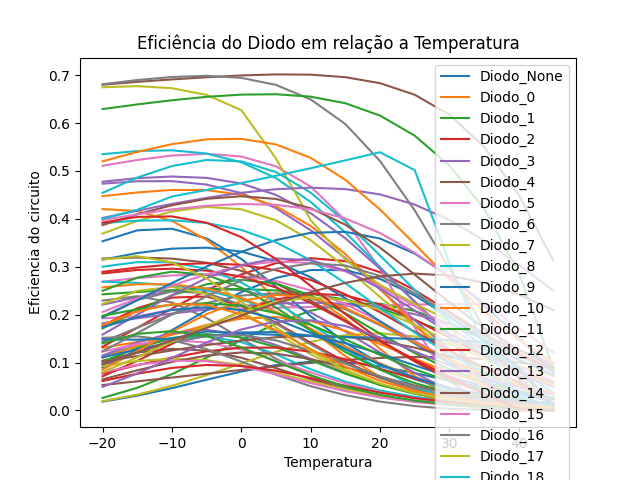 Eficiência do Diodo em relação a Temperatura
Eficiencia do circuito
0.7
0.6
0.5
0.4
0.3
0.2
0.1
0.0
−20
−10
0
10
20
30
40
Temperatura
Diodo_None
Diodo_0
Diodo_1
Diodo_2
Diodo_3
Diodo_4
Diodo_5
Diodo_6
Diodo_7
Diodo_8
Diodo_9
Diodo_10
Diodo_11
Diodo_12
Diodo_13
Diodo_14
Diodo_15
Diodo_16
Diodo_17
Diodo_18